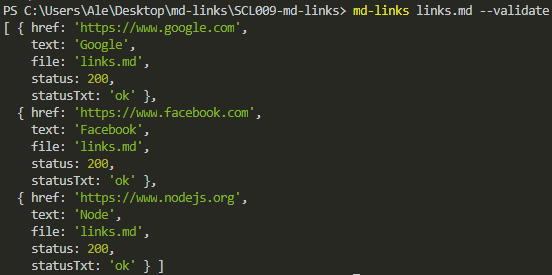 PS C:\Users\Ale\Desktop\md-links\SCL009-md-links> md-links links.md --validate
[ { href: 'https://www.google.com',
    text: 'Google',
    file: 'links.md',
    status: 200,
    statusTxt: 'ok' },
  { href: 'https://www.facebook.com',
    text: 'Facebook',
    file: 'links.md',
    status: 200,
    statusTxt: 'ok' },
  { href: 'https://www.nodejs.org',
    text: 'Node',
    file: 'links.md',
    status: 200,
    statusTxt: 'ok' } ]